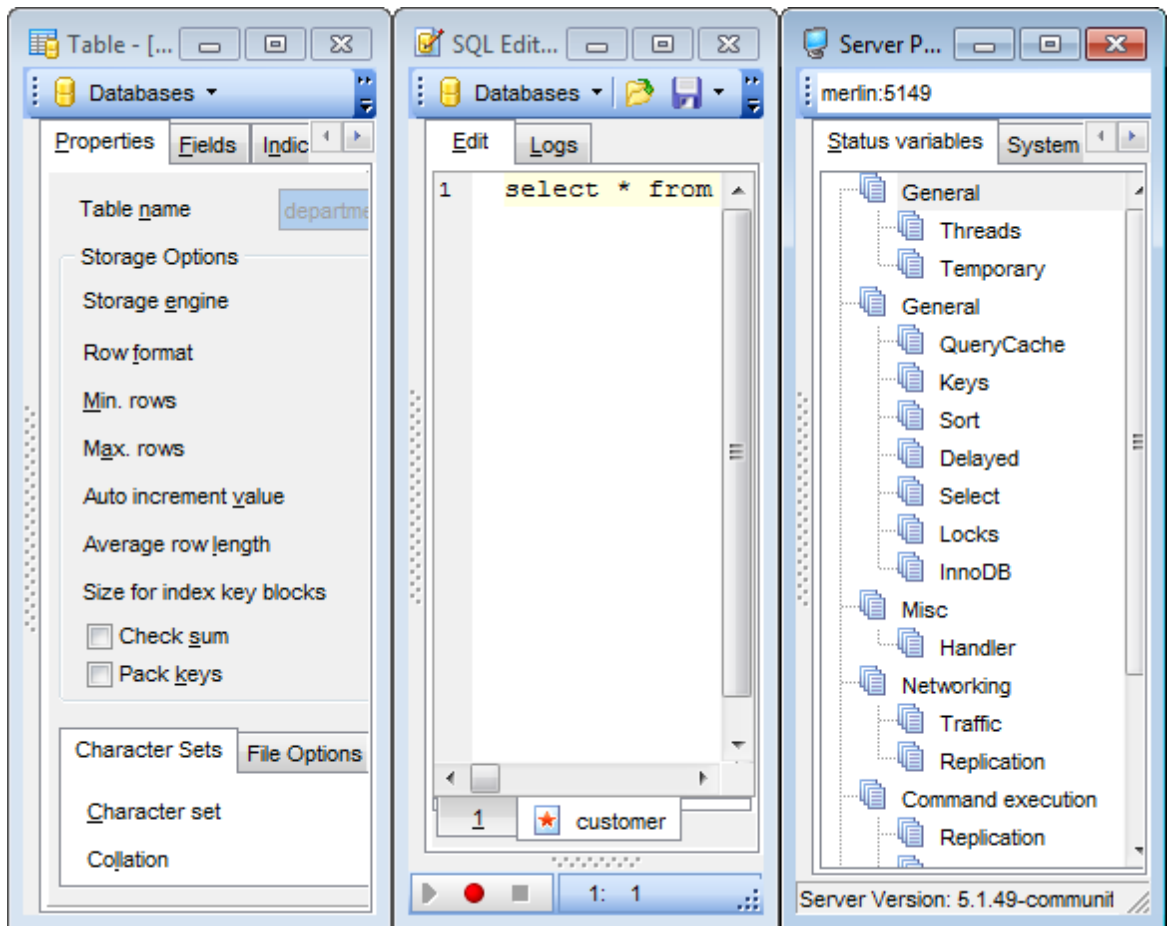 Table - [...
Databases
Properties Fields Indic
Table name departme
Storage Options
Storage engine
Row format
Min. rows
Max. rows
Auto increment value
Average row length
Size for index key blocks
Check sum
Pack keys
Character Sets File Options
Character set
Collation
SQL Edit...
Databases
Edit Logs
1 select * from
1 customer
1: 1
Server P...
merlin:5149
Status variables System
General
Threads
Temporary
General
QueryCache
Keys
Sort
Delayed
Select
Locks
InnoDB
Misc
Handler
Networking
Traffic
Replication
Command execution
Replication
Server Version: 5.1.49-communit